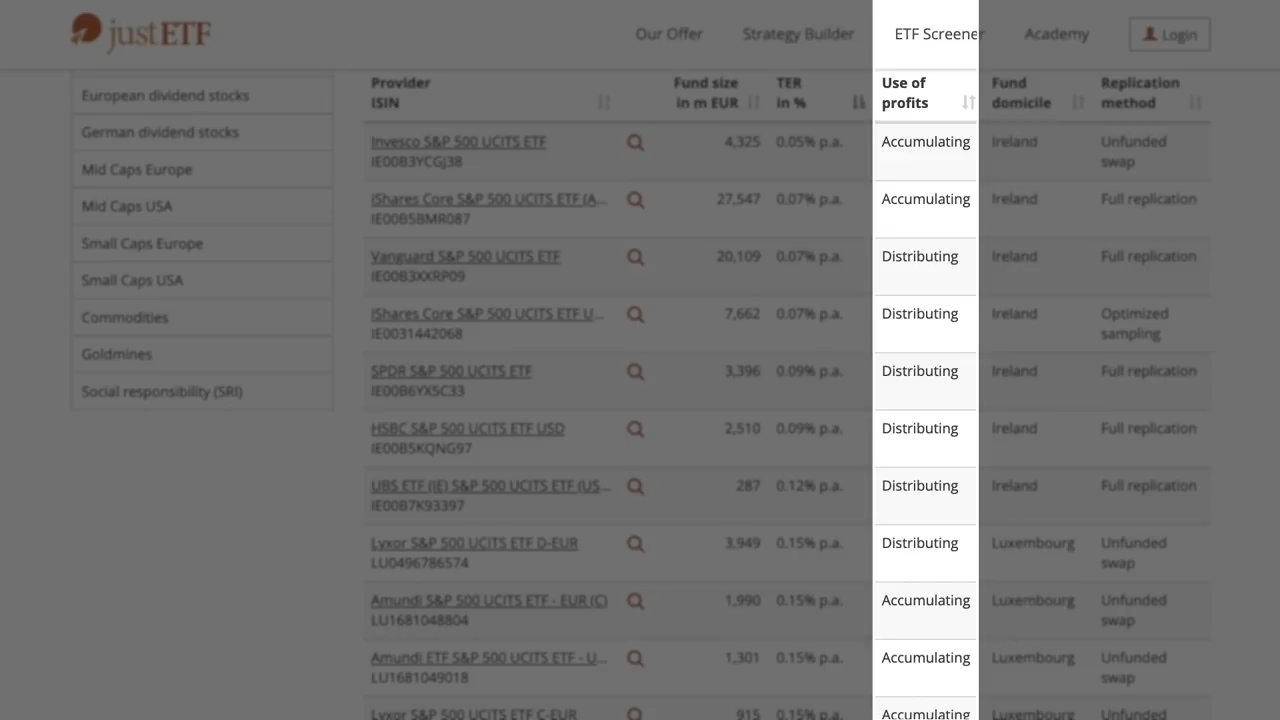 justETF
Our Offer Strategy Builder ETF Screener Academy Login
European dividend stocks
German dividend stocks
Mid Caps Europe
Mid Caps USA
Small Caps Europe
Small Caps USA
Commodities
Goldmines
Social responsibility (SRI)
Provider Fund size TER Use of Fund Replication
ISIN in m EUR in % profits domicile method
Invesco S&P 500 UCITS ETF 4,325 0.05% p.a. Accumulating Ireland Unfunded
IE00B3YCGJ38 swap
iShares Core S&P 500 UCITS ETF (A... 27,547 0.07% p.a. Accumulating Ireland Full replication
IE00B5BMR087
Vanguard S&P 500 UCITS ETF 20,109 0.07% p.a. Distributing Ireland Full replication
IE00B3XXRP09
iShares Core S&P 500 UCITS ETF U... 7,662 0.07% p.a. Distributing Ireland Optimized
IE0031442068 sampling
SPDR S&P 500 UCITS ETF 3,396 0.09% p.a. Distributing Ireland Full replication
IE00B6YX5C33
HSBC S&P 500 UCITS ETF USD 2,510 0.09% p.a. Distributing Ireland Full replication
IE00B5KQNG97
UBS ETF (IE) S&P 500 UCITS ETF (US... 287 0.12% p.a. Distributing Ireland Full replication
IE00B7K93397
Lyxor S&P 500 UCITS ETF D-EUR 3,949 0.15% p.a. Distributing Luxembourg Unfunded
LU0496786574 swap
Amundi S&P 500 UCITS ETF - EUR (C) 1,990 0.15% p.a. Accumulating Luxembourg Unfunded
LU1681048804 swap
Amundi ETF S&P 500 UCITS ETF - U... 1,301 0.15% p.a. Accumulating Luxembourg Unfunded
LU1681049018 swap
Lyxor S&P 500 UCITS ETF C-EUR 915 0.15% p.a. Accumulating Luxembourg Unfunded